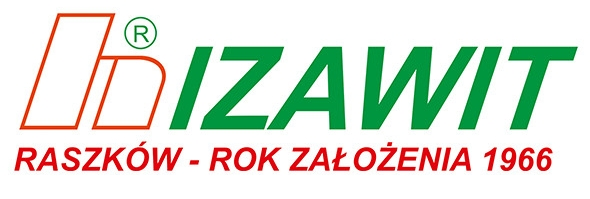 ® IZAWIT
RASZKÓW - ROK ZAŁOŻENIA 1966